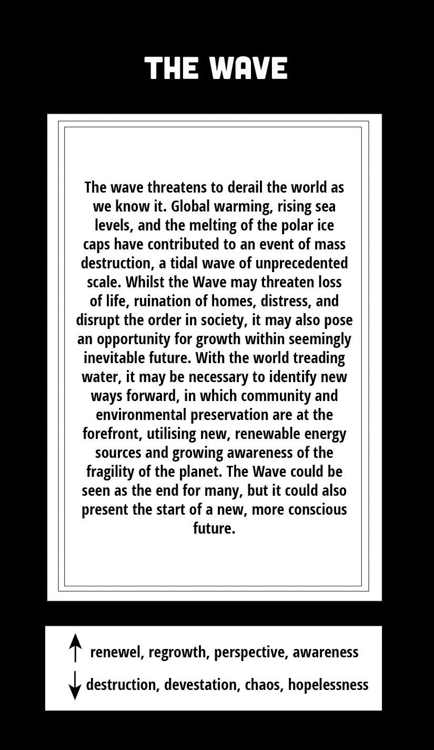 THE WAVE
The wave threatens to derail the world as
we know it. Global warming, rising sea
levels, and the melting of the polar ice
caps have contributed to an event of mass
destruction, a tidal wave of unprecedented
scale. Whilst the Wave may threaten loss
of life, ruination of homes, distress, and
disrupt the order in society, it may also pose
an opportunity for growth within seemingly
inevitable future. With the world treading
water, it may be necessary to identify new
ways forward, in which community and
environmental preservation are at the
forefront, utilising new, renewable energy
sources and growing awareness of the
fragility of the planet. The Wave could be
seen as the end for many, but it could also
present the start of a new, more conscious
future.
renewel, regrowth, perspective, awareness
destruction, devestation, chaos, hopelessness